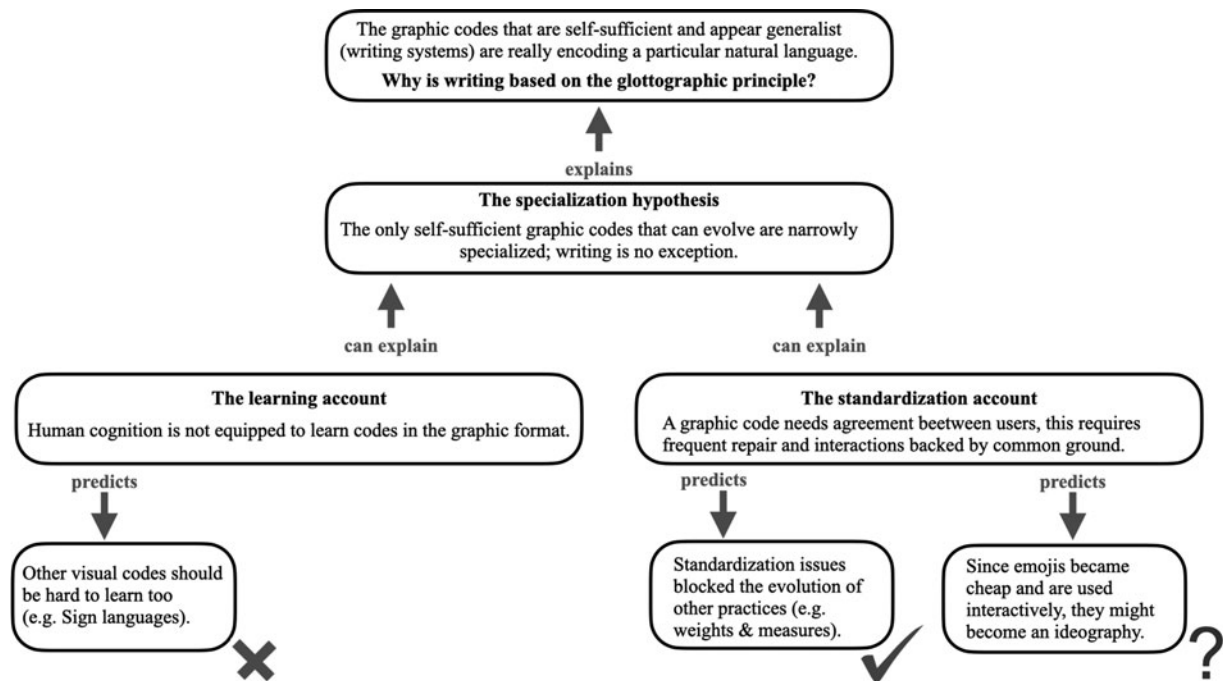 The graphic codes that are self-sufficient and appear generalist
(writing systems) are really encoding a particular natural language.
Why is writing based on the glottographic principle?
explains
The specialization hypothesis
The only self-sufficient graphic codes that can evolve are narrowly
specialized; writing is no exception.
can explain
can explain
The learning account
Human cognition is not equipped to learn codes in the graphic format.
The standardization account
A graphic code needs agreement beetween users, this requires
frequent repair and interactions backed by common ground.
predicts
predicts
predicts
Other visual codes should
be hard to learn too
(e.g. Sign languages).
Standardization issues
blocked the evolution of
other practices (e.g.
weights & measures).
Since emojis became
cheap and are used
interactively, they might
become an ideography.
?